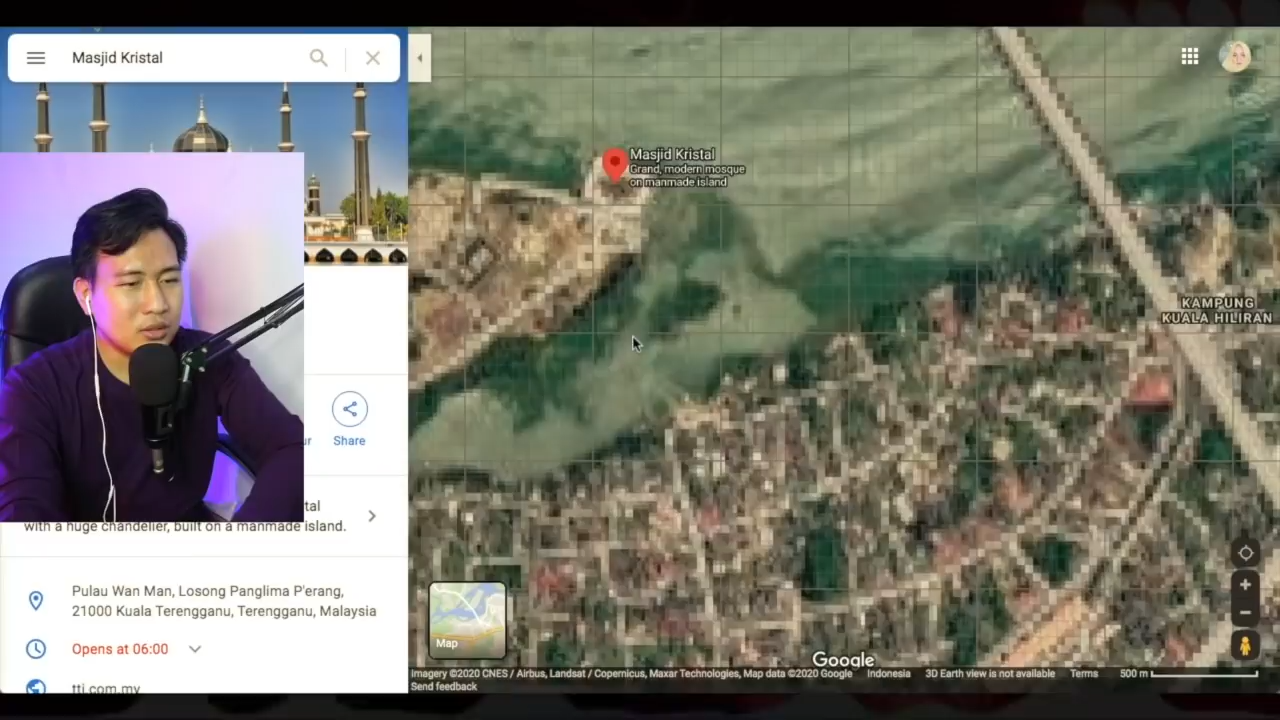 Masjid Kristal
Masjid Kristal
Grand, modern mosque
on manmade island
KAMPUNG
KUALA HILIRAN
Share
with a huge chandelier, built on a manmade island.
Pulau Wan Man, Losong Panglima P'erang,
21000 Kuala Terengganu, Terengganu, Malaysia
Opens at 06:00
tti.com.my
Map
Google
Imagery ©2020 CNES / Airbus, Landsat / Copernicus, Maxar Technologies, Map data ©2020 Google Indonesia 3D Earth view is not available Terms 500 m
Send feedback